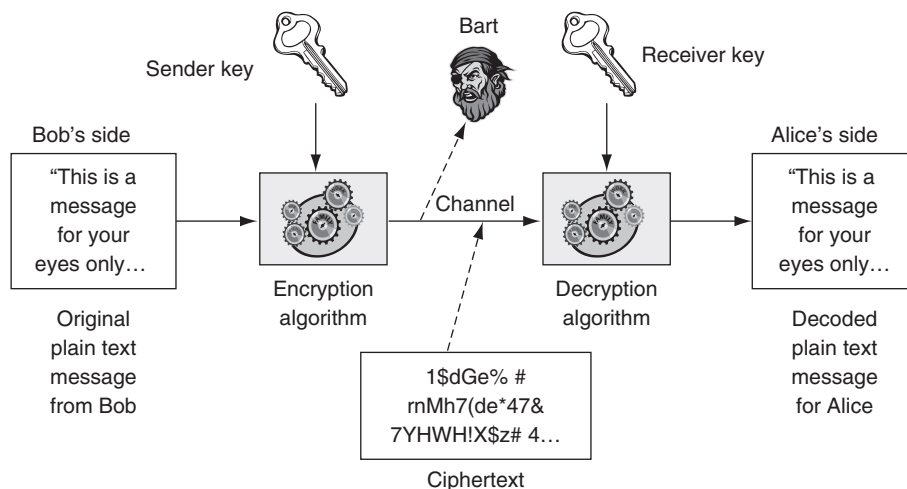 Bart
Sender key
Receiver key
Bob’s side
Alice’s side
“This is a
message
for your
eyes only…
Channel
“This is a
message
for your
eyes only…
Encryption
algorithm
Decryption
algorithm
Original
plain text
message
from Bob
Decoded
plain text
message
for Alice
1$dGe% #
rnMh7(de*47&
7YHWH!X$z# 4…
Ciphertext